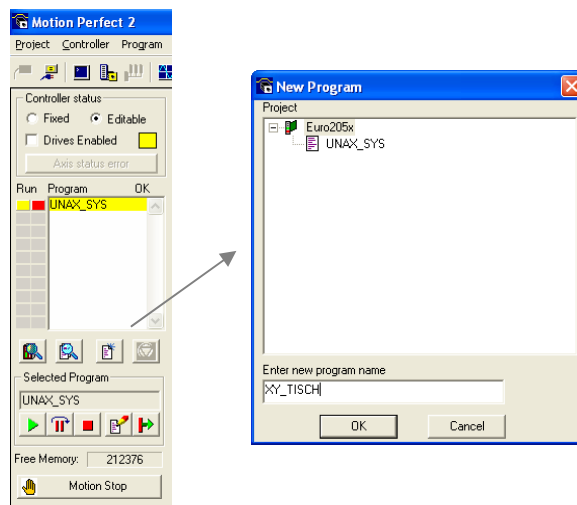 Motion Perfect 2
Project Controller Program
Controller status
Fixed Editable
Drives Enabled
Axis status error
Run Program OK
UNAX_SYS
Selected Program
UNAX_SYS
Free Memory: 212376
Motion Stop
New Program
Project
Euro205x
UNAX_SYS
Enter new program name
XY_TISCH
OK Cancel